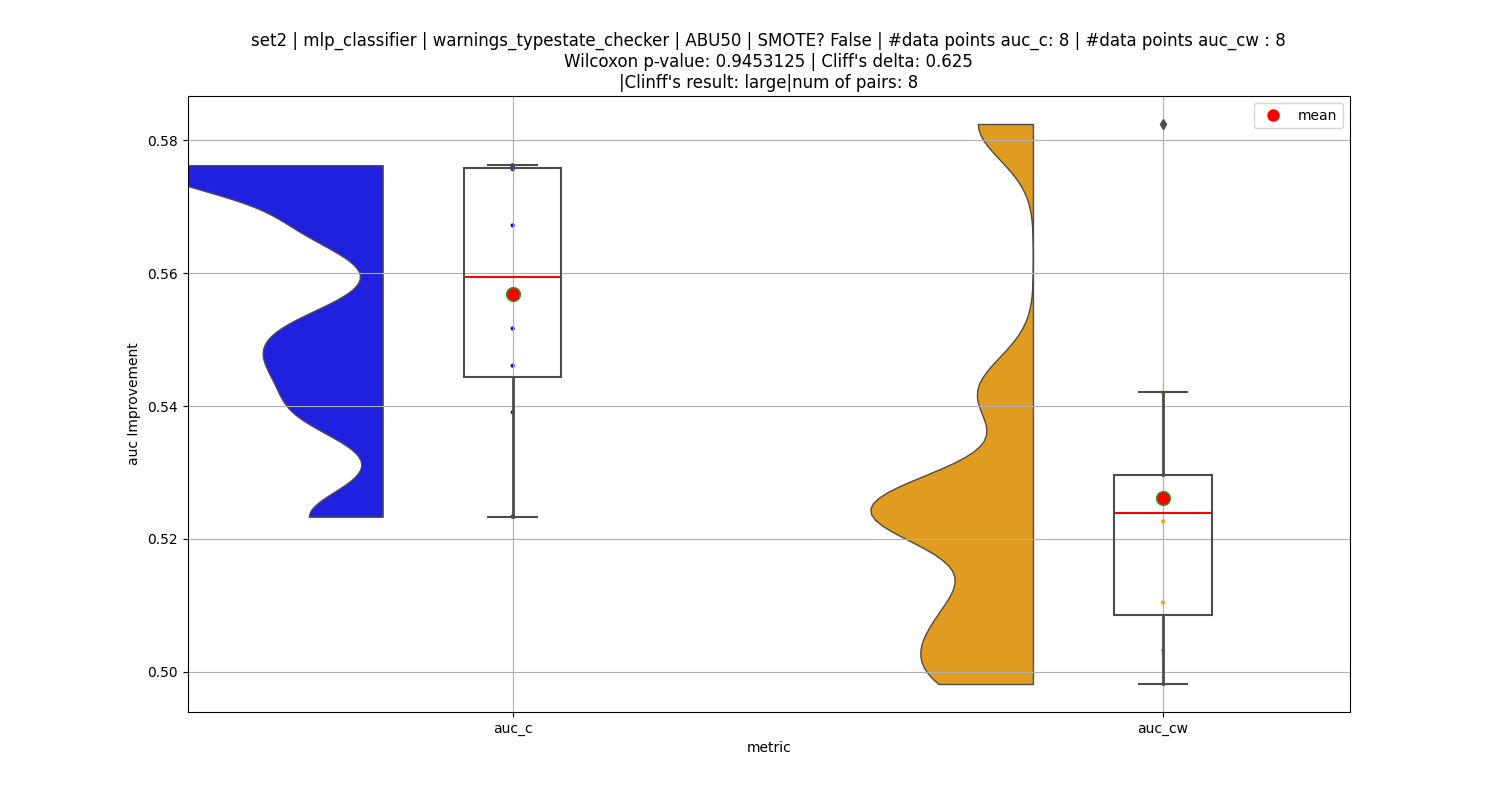 set2 | mlp_classifier | warnings_typestate_checker | ABU50 | SMOTE? False | #data points auc_c: 8 | #data points auc_cw : 8
Wilcoxon p-value: 0.9453125 | Cliff's delta: 0.625
|Clinff's result: large|num of pairs: 8
mean
0.58
0.56
0.54
0.52
0.50
auc Improvement
auc_c
auc_cw
metric